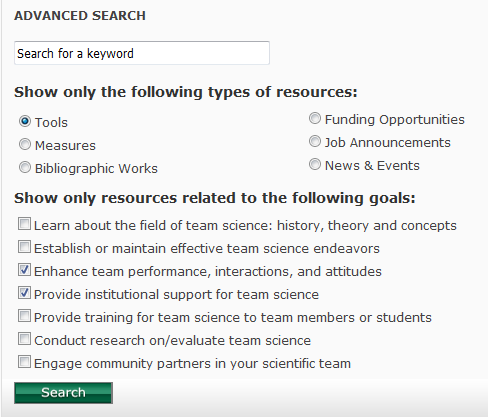 ADVANCED SEARCH
Search for a keyword
Show only the following types of resources:
Tools
Measures
Bibliographic Works
Funding Opportunities
Job Announcements
News & Events
Show only resources related to the following goals:
Learn about the field of team science: history, theory and concepts
Establish or maintain effective team science endeavors
Enhance team performance, interactions, and attitudes
Provide institutional support for team science
Provide training for team science to team members or students
Conduct research on/evaluate team science
Engage community partners in your scientific team
Search